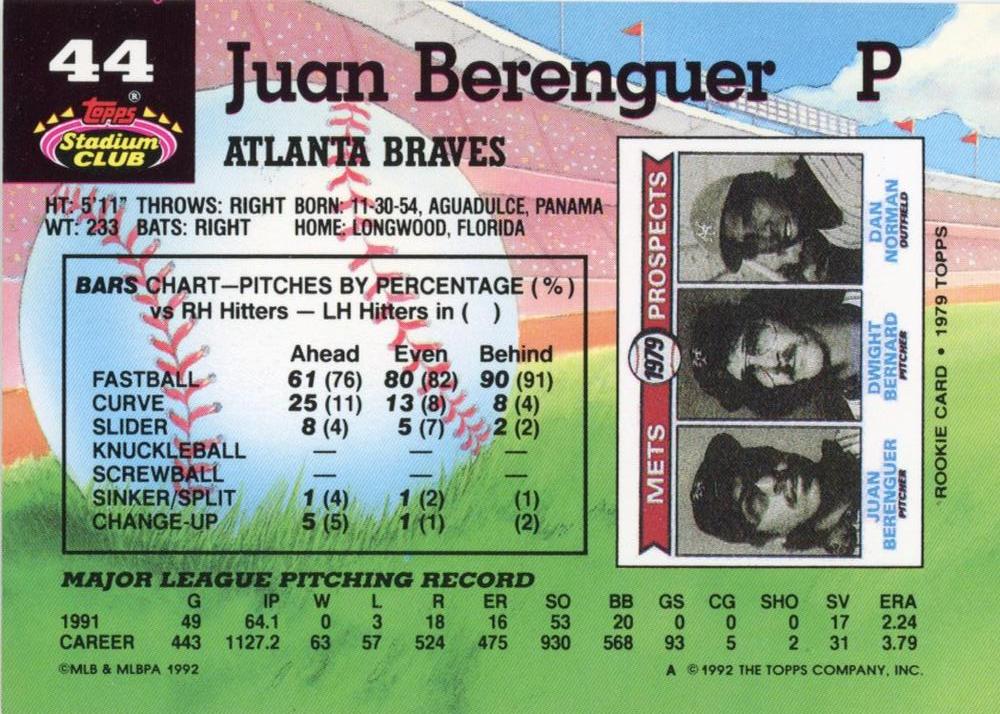 44
Topps®
Stadium
CLUB
Juan Berenguer P
ATLANTA BRAVES
HT: 5'11" THROWS: RIGHT BORN: 11-30-54, AGUADULCE, PANAMA
WT: 233 BATS: RIGHT HOME: LONGWOOD, FLORIDA
BARS CHART—PITCHES BY PERCENTAGE (%)
vs RH Hitters — LH Hitters in ( )
Ahead Even Behind
FASTBALL 61 (76) 80 (82) 90 (91)
CURVE 25 (11) 13 (8) 8 (4)
SLIDER 8 (4) 5 (7) 2 (2)
KNUCKLEBALL — — —
SCREWBALL — — —
SINKER/SPLIT 1 (4) 1 (2) (1)
CHANGE-UP 5 (5) 1 (1) (2)
METS 1979 PROSPECTS
JUAN
BERENGUER
PITCHER
DWIGHT
BERNARD
PITCHER
DAN
NORMAN
OUTFIELD
ROOKIE CARD • 1979 TOPPS
MAJOR LEAGUE PITCHING RECORD
G IP W L R ER SO BB GS CG SHO SV ERA
1991 49 64.1 0 3 18 16 53 20 0 0 0 17 2.24
CAREER 443 1127.2 63 57 524 475 930 568 93 5 2 31 3.79
©MLB & MLBPA 1992
A ©1992 THE TOPPS COMPANY, INC.